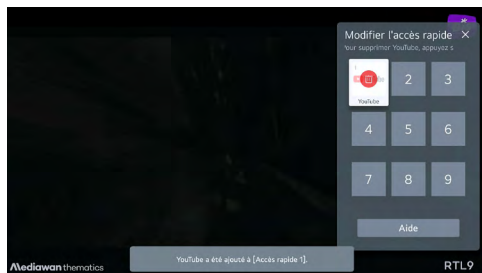 Modifier l'accès rapide
Pour supprimer YouTube, appuyez s
1
YouTube
2
3
4
5
6
7
8
9
Aide
YouTube a été ajouté à [Accès rapide 1].
Mediawan thematics
RTL9